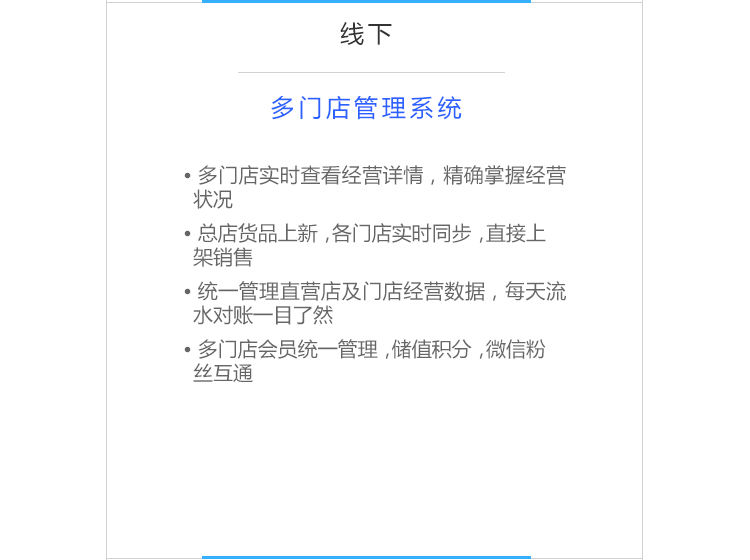 线下
多门店管理系统
• 多门店实时查看经营详情，精确掌握经营
状况
• 总店货品上新 ,各门店实时同步 ,直接上
架销售
• 统一管理直营店及门店经营数据，每天流
水对账一目了然
• 多门店会员统一管理 ,储值积分 ,微信粉
丝互通